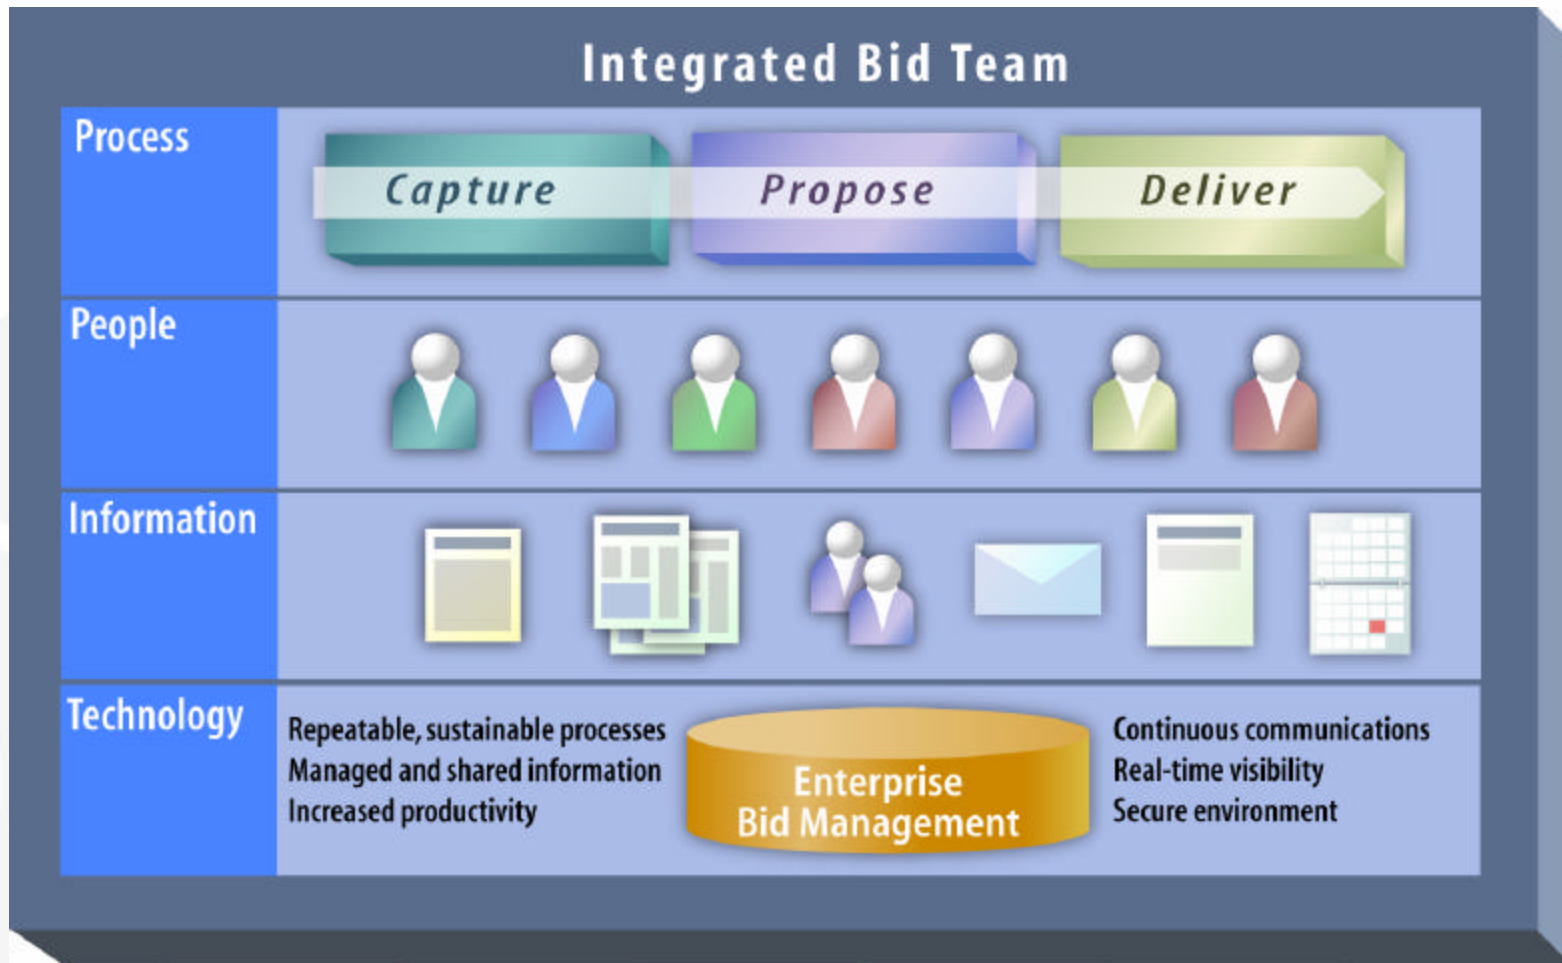 Integrated Bid Team
Process
Capture
Propose
Deliver
People
Information
Technology
Repeatable, sustainable processes
Managed and shared information
Increased productivity
Enterprise
Bid Management
Continuous communications
Real-time visibility
Secure environment